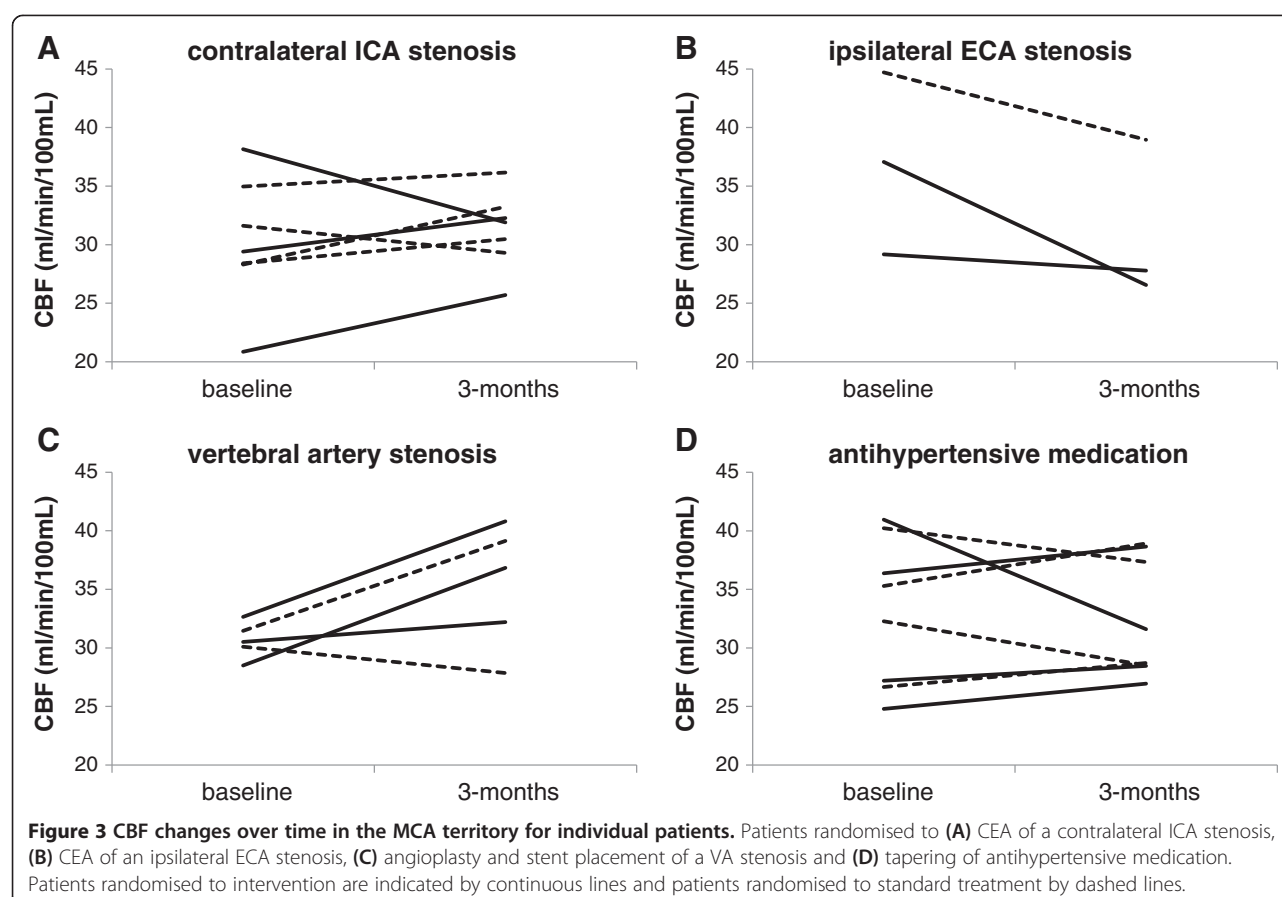 A
contralateral ICA stenosis
CBF (ml/min/100mL)
45
40
35
30
25
20
baseline
3-months
B
ipsilateral ECA stenosis
CBF (ml/min/100mL)
45
40
35
30
25
20
baseline
3-months
C
vertebral artery stenosis
CBF (ml/min/100mL)
45
40
35
30
25
20
baseline
3-months
D
antihypertensive medication
CBF (ml/min/100mL)
45
40
35
30
25
20
baseline
3-months
Figure 3 CBF changes over time in the MCA territory for individual patients. Patients randomised to (A) CEA of a contralateral ICA stenosis,
(B) CEA of an ipsilateral ECA stenosis, (C) angioplasty and stent placement of a VA stenosis and (D) tapering of antihypertensive medication.
Patients randomised to intervention are indicated by continuous lines and patients randomised to standard treatment by dashed lines.